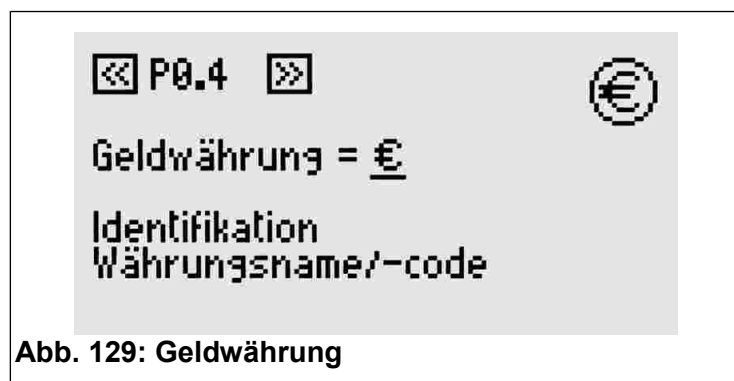 << P0.4 >>
€
Geldwährung = €
Identifikation
Währungsname/-code
Abb. 129: Geldwährung